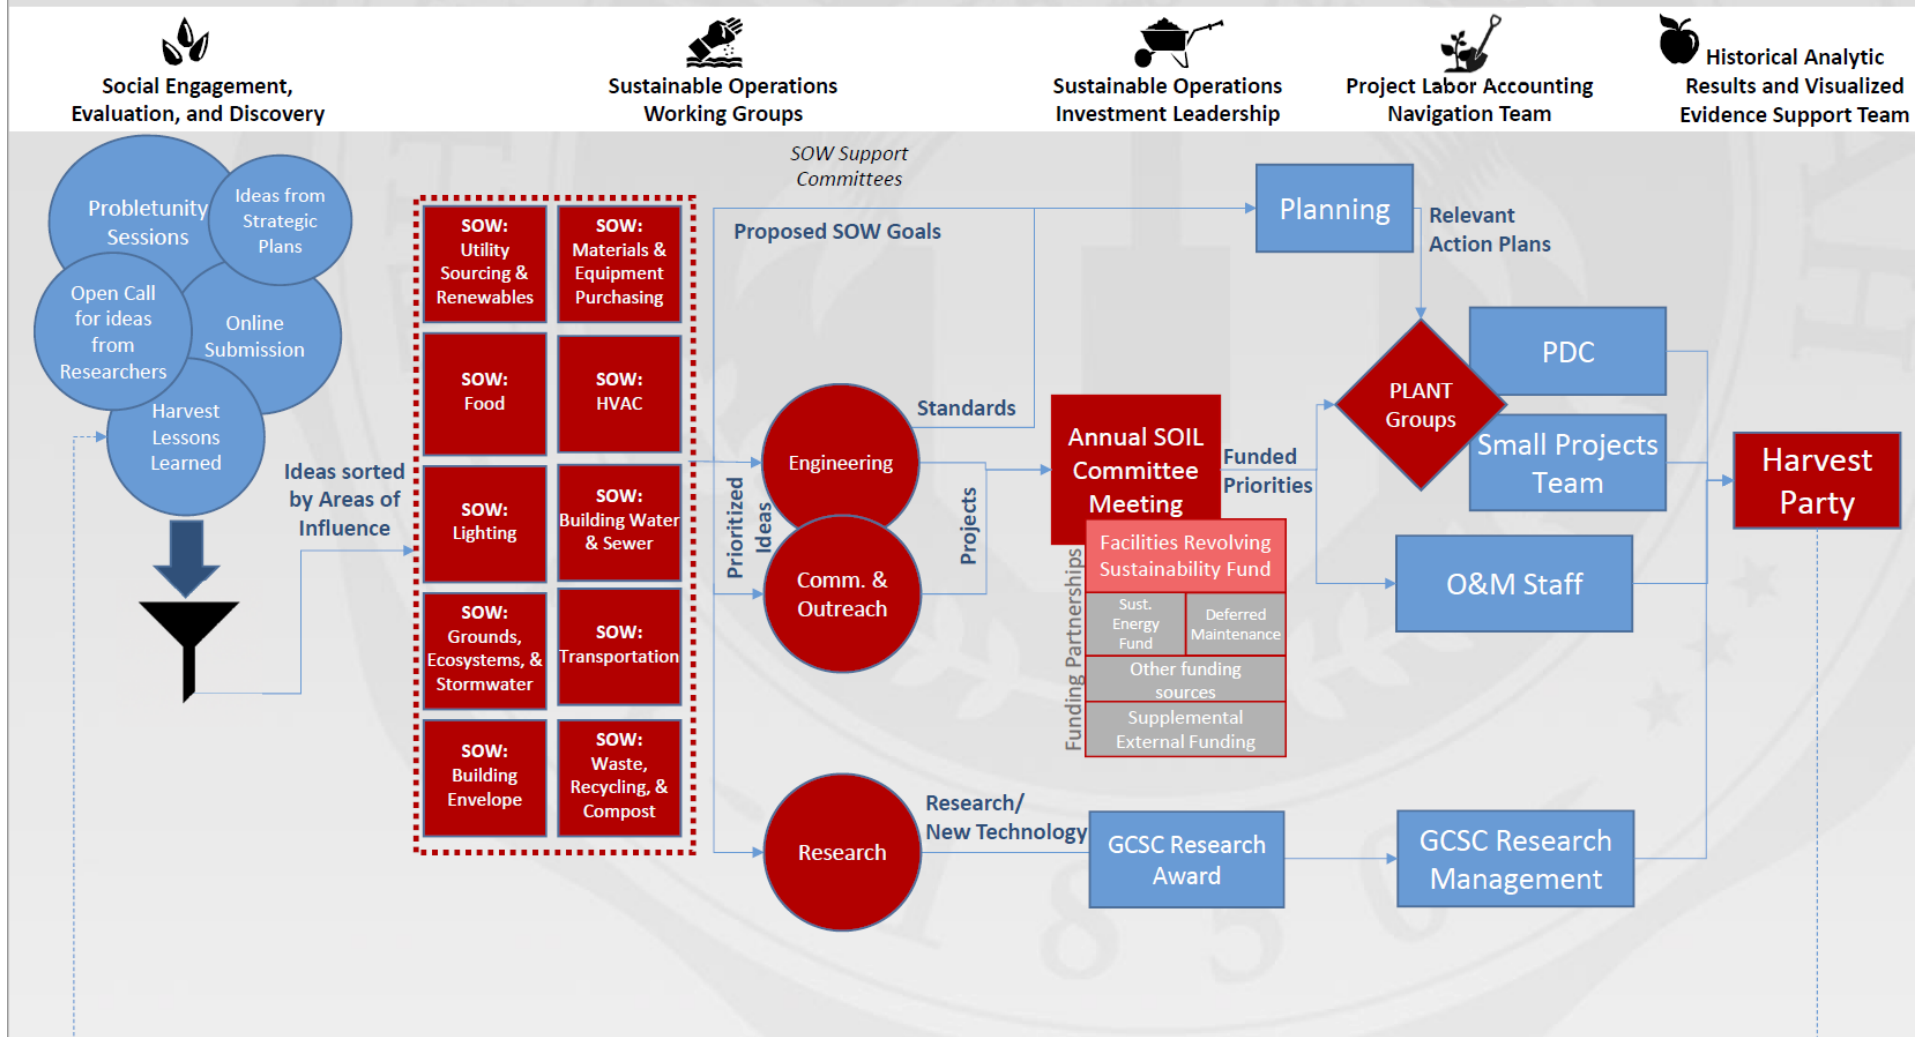 Social Engagement,
Evaluation, and Discovery
Sustainable Operations
Working Groups
Sustainable Operations
Investment Leadership
Project Labor Accounting
Navigation Team
Historical Analytic
Results and Visualized
Evidence Support Team
Probletunity
Sessions
Ideas from
Strategic
Plans
Open Call
for ideas
from
Researchers
Online
Submission
Harvest
Lessons
Learned
Ideas sorted
by Areas of
Influence
SOW:
Utility
Sourcing &
Renewables
SOW:
Materials &
Equipment
Purchasing
SOW:
Food
SOW:
HVAC
SOW:
Lighting
SOW:
Building Water
& Sewer
SOW:
Grounds,
Ecosystems, &
Stormwater
SOW:
Transportation
SOW:
Building
Envelope
SOW:
Waste,
Recycling, &
Compost
SOW Support
Committees
Proposed SOW Goals
Prioritized
Ideas
Engineering
Comm. &
Outreach
Research
Standards
Projects
Research/
New Technology
Annual SOIL
Committee
Meeting
Funding Partnerships
Facilities Revolving
Sustainability Fund
Sust.
Energy
Fund
Deferred
Maintenance
Other funding
sources
Supplemental
External Funding
GCSC Research
Award
Funded
Priorities
Planning
Relevant
Action Plans
PLANT
Groups
PDC
Small Projects
Team
O&M Staff
GCSC Research
Management
Harvest
Party
1850